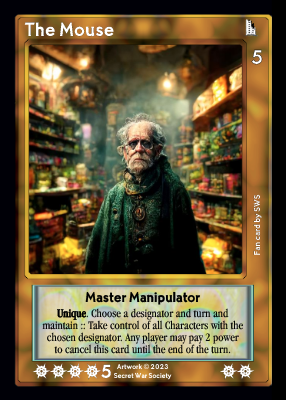 The Mouse
5
Fan card by SWS
Master Manipulator
Unique. Choose a designator and turn and
maintain :: Take control of all Characters with the
chosen designator. Any player may pay 2 power
to cancel this card until the end of the turn.
5
Artwork © 2023
Secret War Society